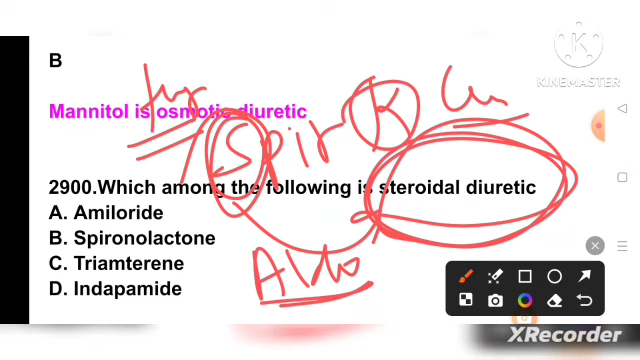 B
KINEMASTER
Mannitol is osmotic diuretic
Spir K
2900.Which among the following is steroidal diuretic
A. Amiloride
B. Spironolactone
Aldo
C. Triamterene
D. Indapamide
XRecorder